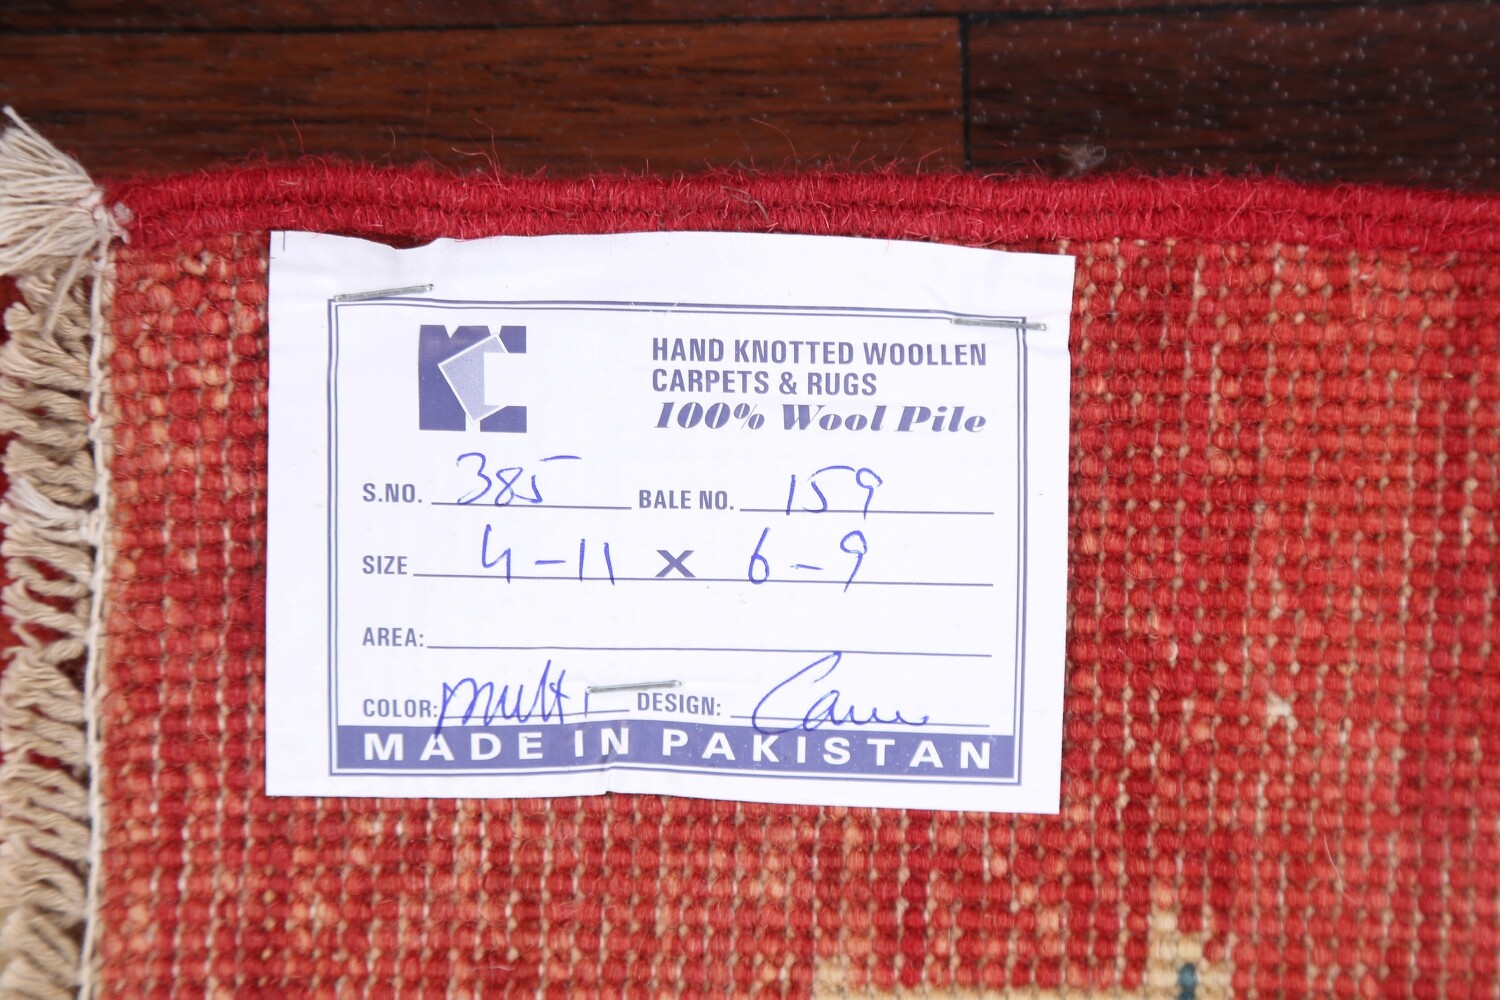 HAND KNOTTED WOOLLEN
CARPETS & RUGS
100% Wool Pile
S.NO. 385 BALE NO. 159
SIZE 4-11 X 6-9
AREA:
COLOR: multi DESIGN:
MADE IN PAKISTAN